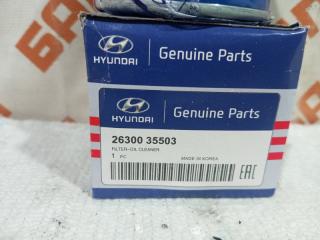 HYUNDAI
Genuine Parts
HYUNDAI
Genuine Parts
26300 35503
FILTER-OIL CLEANER
1 PC
MADE IN KOREA
EAC